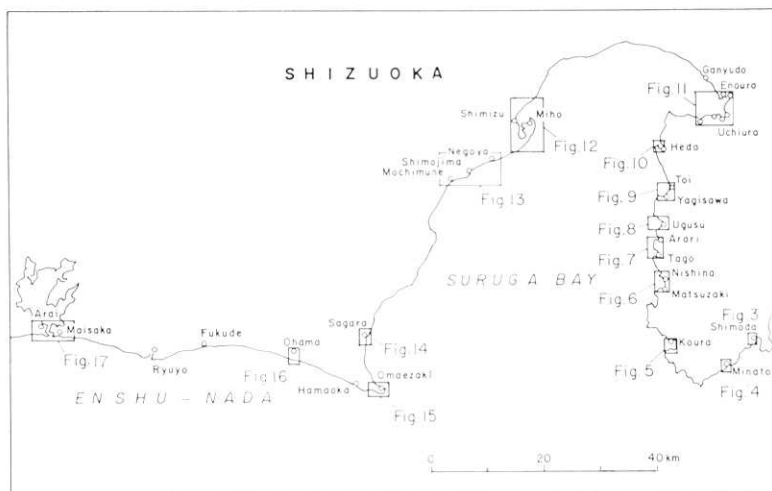 SHIZUOKA
Ganyudo
Enoura
Fig. 11
Uchiura
Shimizu
Miho
Fig. 12
Negoya
Shimojima
Mochimune
Fig. 13
Heda
Fig. 10
Toi
Fig. 9
Yagisawa
Fig. 8
Ugusu
Arari
Fig. 7
Tago
SURUGA BAY
Nishina
Fig. 6
Matsuzaki
Fig. 3
Shimoda
Arai
Maisaka
Fig. 17
Fukude
Ryuyo
Ohama
Fig. 16
Sagara
Fig. 14
Koura
Fig. 5
Minato
Fig. 4
Hamaoka
Omaezaki
Fig. 15
ENSHU-NADA
0 20 40 km